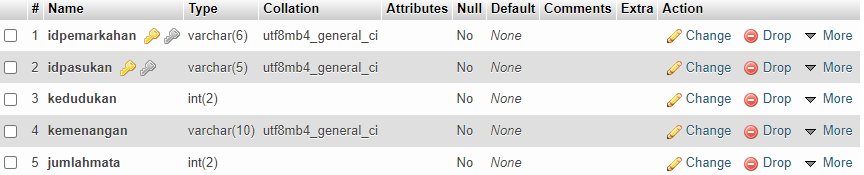 # Name Type Collation Attributes Null Default Comments Extra Action
1 idpemarkahan varchar(6) utf8mb4_general_ci No None Change Drop More
2 idpasukan varchar(5) utf8mb4_general_ci No None Change Drop More
3 kedudukan int(2) No None Change Drop More
4 kemenangan varchar(10) utf8mb4_general_ci No None Change Drop More
5 jumlahmata int(2) No None Change Drop More